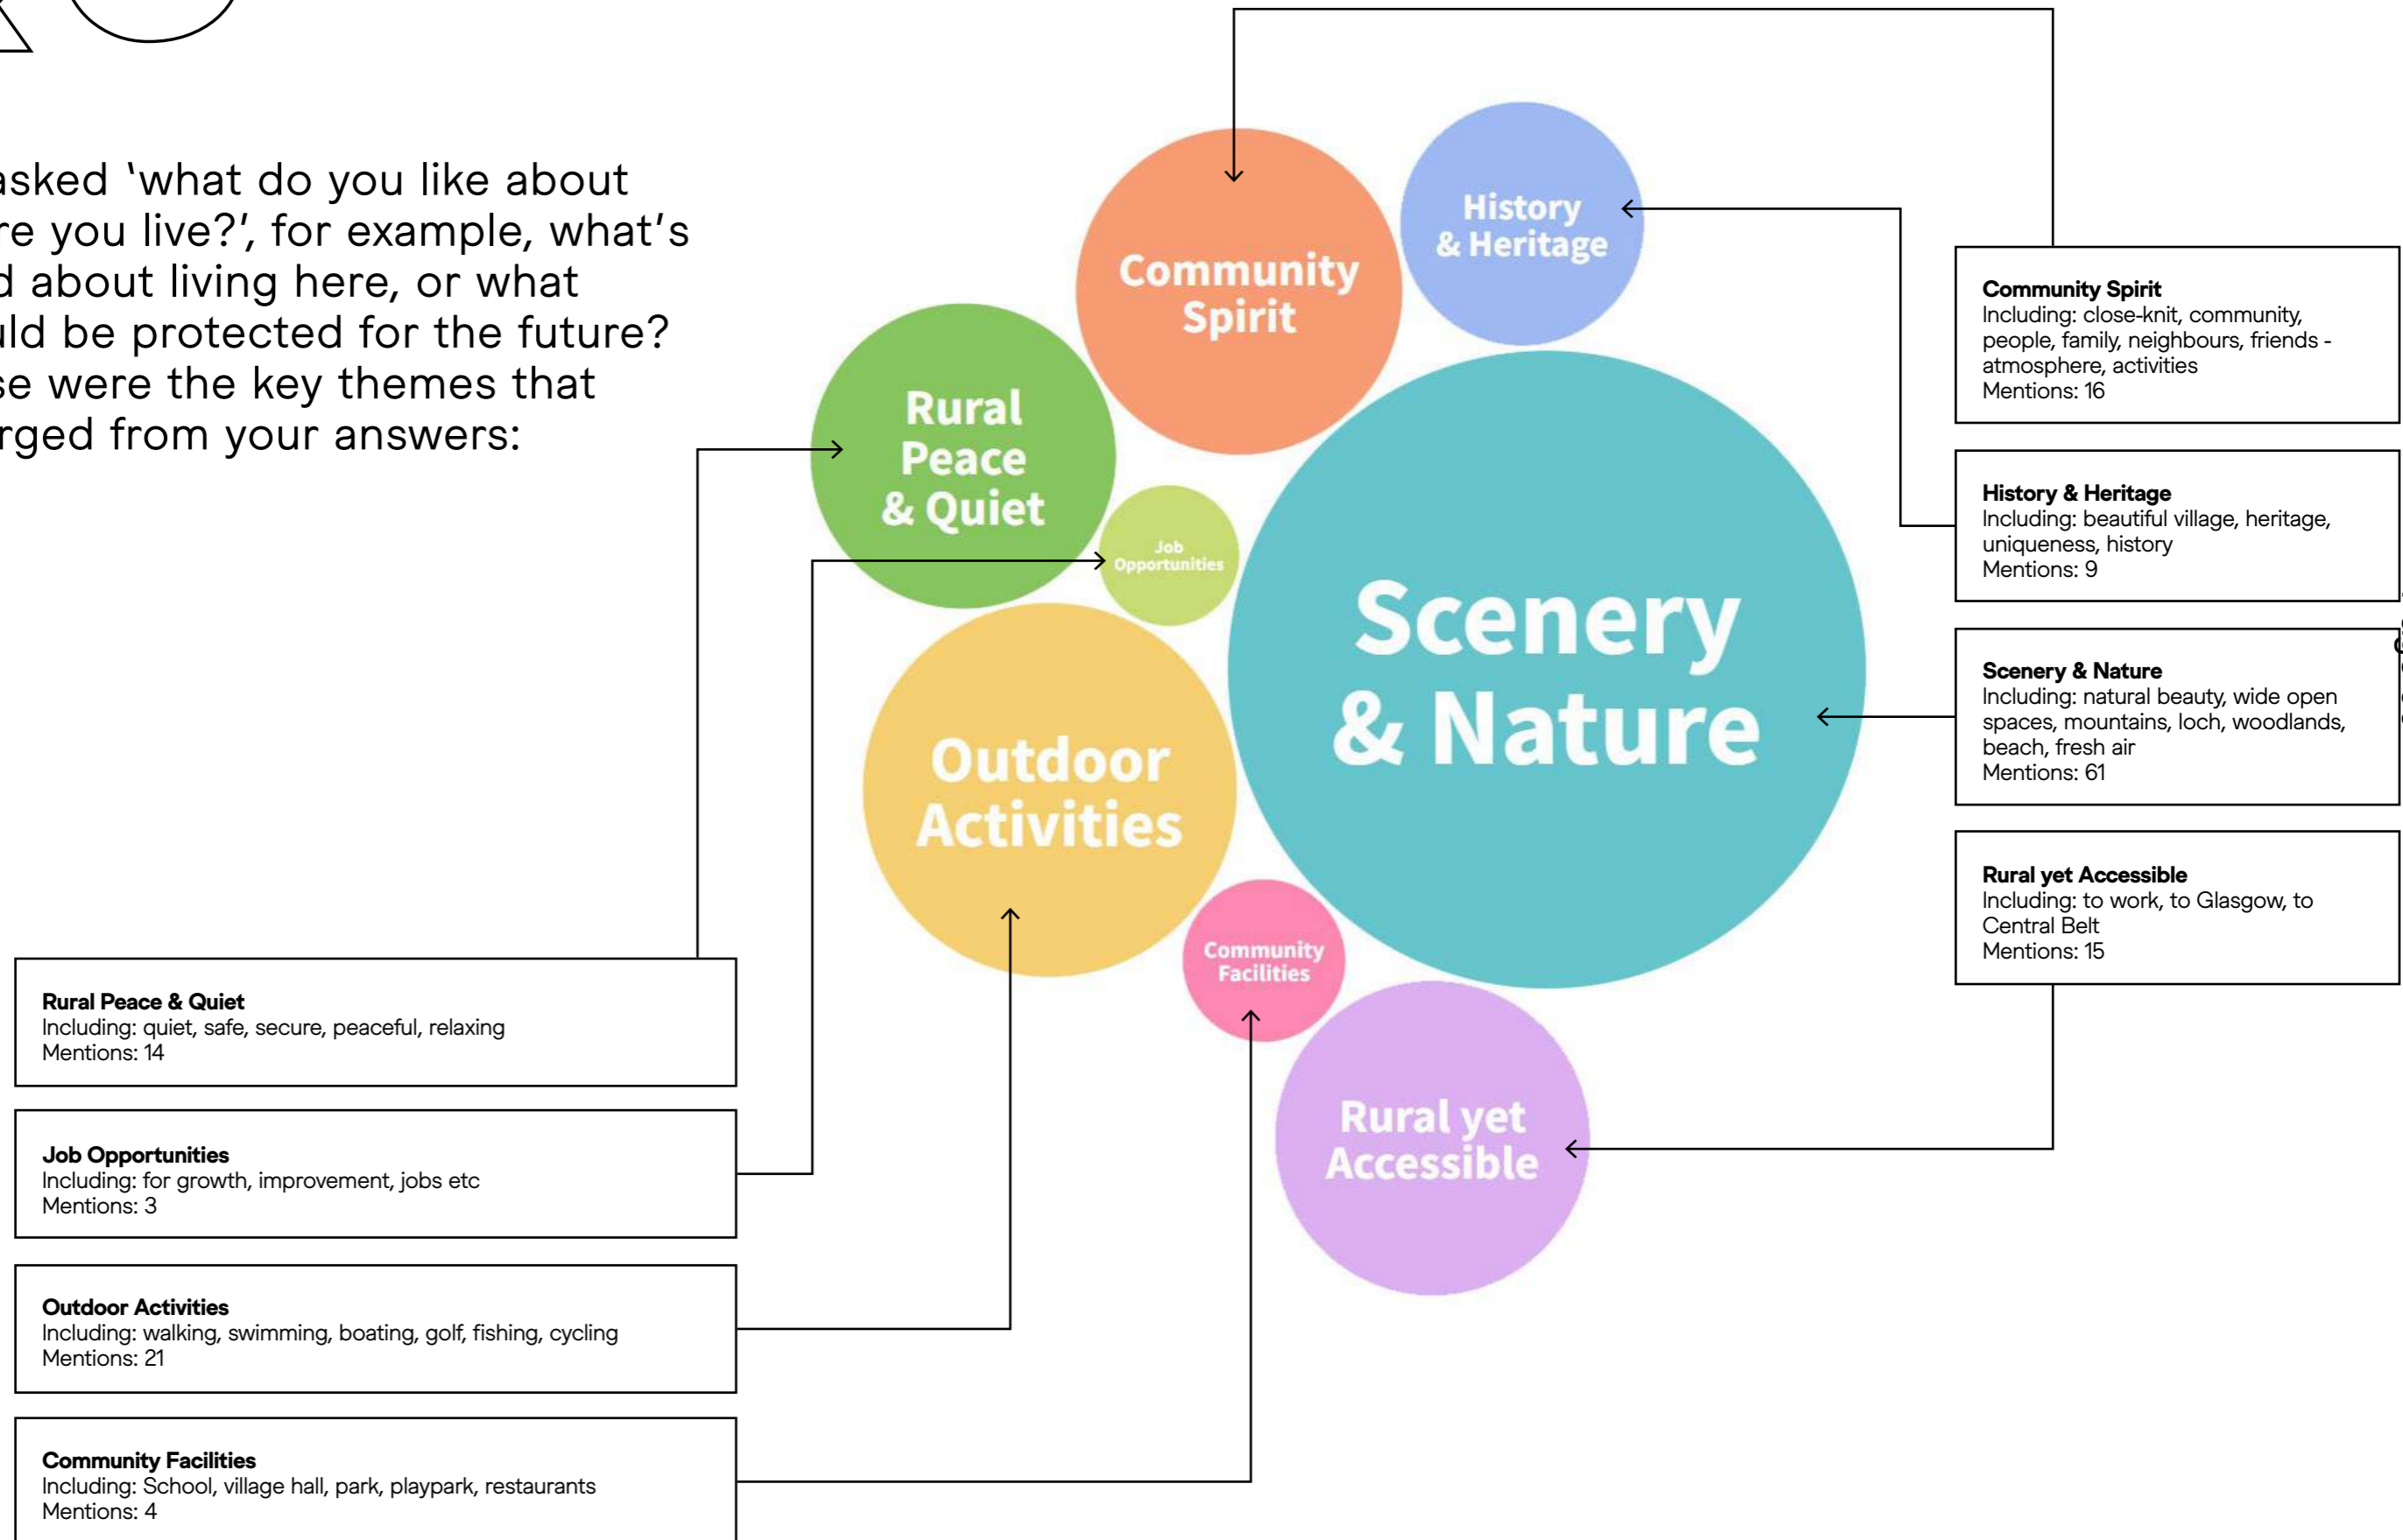 asked ‘what do you like about
re you live?’, for example, what’s
d about living here, or what
uld be protected for the future?
se were the key themes that
rged from your answers:
Community
Spirit
History
& Heritage
Rural
Peace
& Quiet
Job
Opportunities
Scenery
& Nature
Outdoor
Activities
Community
Facilities
Rural yet
Accessible
Community Spirit
Including: close-knit, community,
people, family, neighbours, friends -
atmosphere, activities
Mentions: 16
History & Heritage
Including: beautiful village, heritage,
uniqueness, history
Mentions: 9
Scenery & Nature
Including: natural beauty, wide open
spaces, mountains, loch, woodlands,
beach, fresh air
Mentions: 61
Rural yet Accessible
Including: to work, to Glasgow, to
Central Belt
Mentions: 15
Rural Peace & Quiet
Including: quiet, safe, secure, peaceful, relaxing
Mentions: 14
Job Opportunities
Including: for growth, improvement, jobs etc
Mentions: 3
Outdoor Activities
Including: walking, swimming, boating, golf, fishing, cycling
Mentions: 21
Community Facilities
Including: School, village hall, park, playpark, restaurants
Mentions: 4